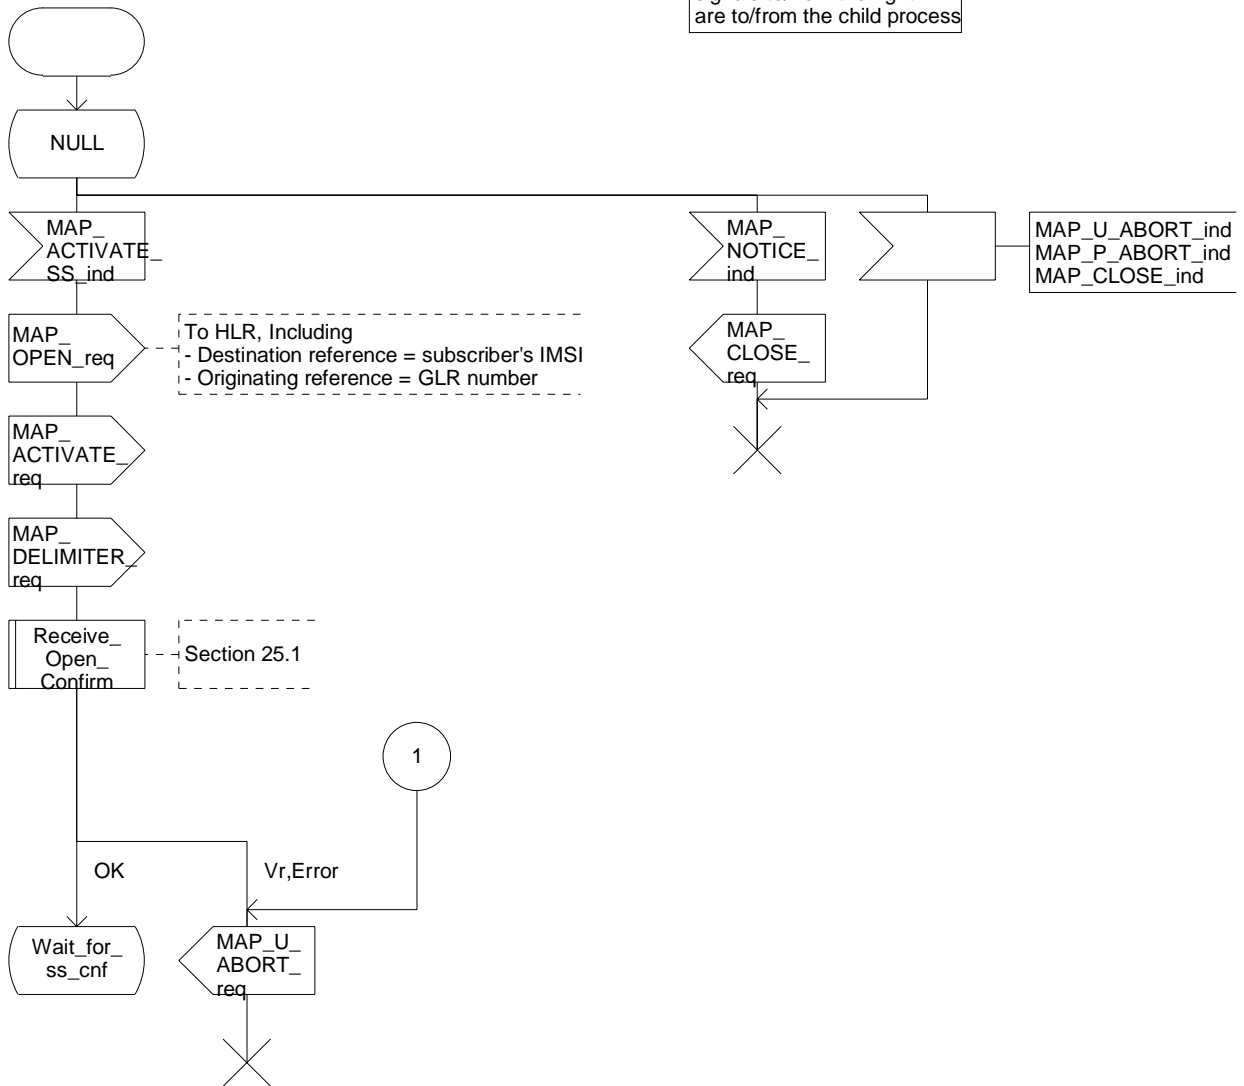 are to/from the child process
NULL
MAP_
ACTIVATE_
SS_ind
MAP_
NOTICE_
ind
MAP_U_ABORT_ind
MAP_P_ABORT_ind
MAP_CLOSE_ind
MAP_
OPEN_req
To HLR, Including
- Destination reference = subscriber's IMSI
- Originating reference = GLR number
MAP_
CLOSE_
req
MAP_
ACTIVATE_
req
MAP_
DELIMITER_
req
Receive_
Open_
Confirm
Section 25.1
1
OK
Vr,Error
Wait_for_
ss_cnf
MAP_U_
ABORT_
req